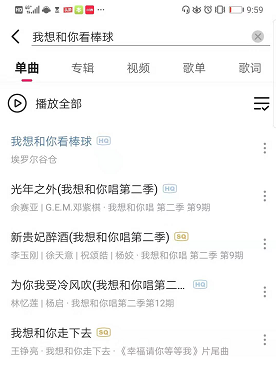 9:59
我想和你看棒球
单曲 专辑 视频 歌单 歌词
播放全部
我想和你看棒球 HQ
埃罗尔谷仓
光年之外(我想和你唱第二季) HQ
余赛亚 | G.E.M.邓紫棋 · 我想和你唱 第二季 第9期
新贵妃醉酒(我想和你唱第二季) SQ
李玉刚 | 徐天意 | 祝颂皓 | 杨姣 · 我想和你唱 第二季 第9期
为你我受冷风吹(我想和你唱第二... HQ
林忆莲 | 杨启 · 我想和你唱第二季第12期
我想和你走下去 SQ
王铮亮 · 我想和你走下去 · 《幸福请你等等我》片尾曲